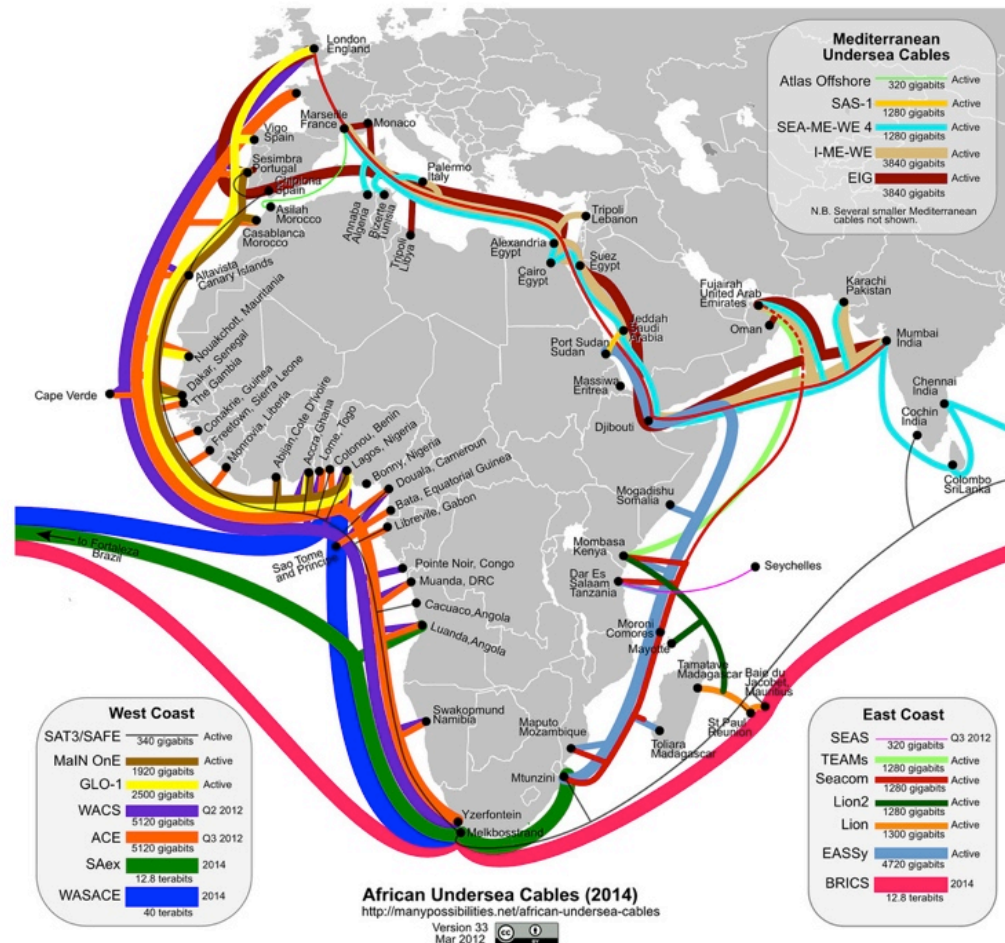 London
England
Marseille
France
Monaco
Vigo
Spain
Sesimbra
Portugal
Chipiona
Spain
Asilah
Morocco
Casablanca
Morocco
Palermo
Italy
Annaba
Algeria
Bizerte
Tunisia
Tripoli
Libya
Tripoli
Lebanon
Alexandria
Egypt
Cairo
Egypt
Suez
Egypt
Altavista
Canary Islands
Jeddah
Saudi
Arabia
Port Sudan
Sudan
Massiwa
Eritrea
Djibouti
Fujairah
United Arab
Emirates
Oman
Karachi
Pakistan
Mumbai
India
Chennai
India
Cochin
India
Colombo
SriLanka
Nouakchott, Mauritania
Dakar, Senegal
The Gambia
Cape Verde
Conakrie, Guinea
Freetown, Sierra Leone
Monrovia, Liberia
Abijan,Cote D'Ivoire
Accra,Ghana
Lome, Togo
Cotonou, Benin
Lagos, Nigeria
Bonny, Nigeria
Douala, Cameroun
Bata, Equatorial Guinea
Libreville, Gabon
Sao Tome
and Principe
to Fortaleza
Brazil
Pointe Noir, Congo
Muanda, DRC
Cacuaco,Angola
Luanda,Angola
Swakopmund
Namibia
Yzerfontein
Melkbosstrand
Mtunzini
Maputo
Mozambique
Toliara
Madagascar
Mogadishu
Somalia
Mombasa
Kenya
Dar Es
Salaam
Tanzania
Seychelles
Moroni
Comores
Mayotte
Tamatave
Madagascar
Baie du
Jacobet,
Mauritius
St.Paul
Reunion
Mediterranean
Undersea Cables
Atlas Offshore Active
320 gigabits
SAS-1 Active
1280 gigabits
SEA-ME-WE 4 Active
1280 gigabits
I-ME-WE Active
3840 gigabits
EIG Active
3840 gigabits
N.B. Several smaller Mediterranean
cables not shown.
West Coast
SAT3/SAFE Active
340 gigabits
MaIN OnE Active
1920 gigabits
GLO-1 Active
2500 gigabits
WACS Q2 2012
5120 gigabits
ACE Q3 2012
5120 gigabits
SAex 2014
12.8 terabits
WASACE 2014
40 terabits
East Coast
SEAS Q3 2012
320 gigabits
TEAMs Active
1280 gigabits
Seacom Active
1280 gigabits
Lion2 Active
1280 gigabits
Lion Active
1300 gigabits
EASSy Active
4720 gigabits
BRICS 2014
12.8 terabits
African Undersea Cables (2014)
http://manypossibilities.net/african-undersea-cables
Version 33
Mar 2012
cc
BY